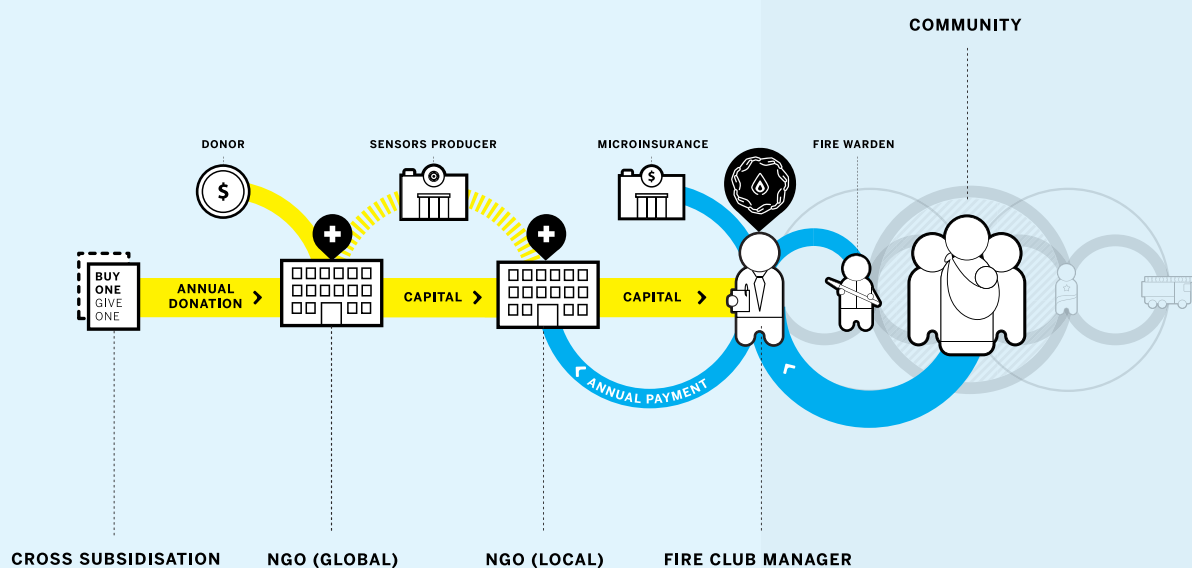 COMMUNITY
DONOR
SENSORS PRODUCER
MICROINSURANCE
FIRE WARDEN
$
$
BUY
ONE
GIVE
ONE
ANNUAL
DONATION
CAPITAL
CAPITAL
ANNUAL PAYMENT
CROSS SUBSIDISATION
NGO (GLOBAL)
NGO (LOCAL)
FIRE CLUB MANAGER